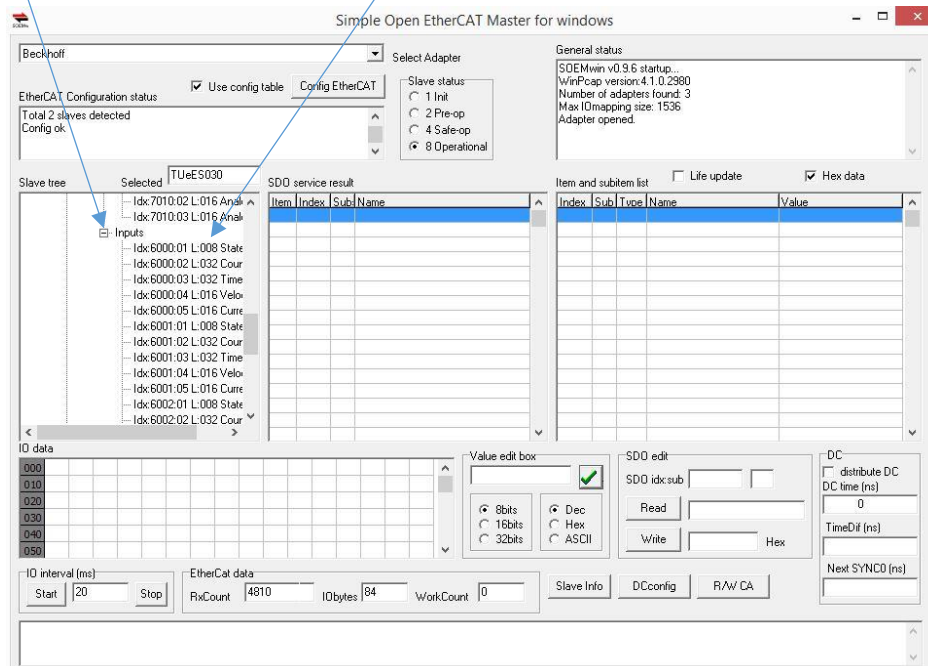 Simple Open EtherCAT Master for windows
Beckhoff
Select Adapter
Use config table
Config EtherCAT
EtherCAT Configuration status
Total 2 slaves detected
Config ok
Slave status
1 Init
2 Pre-op
4 Safe-op
8 Operational
General status
SOEMwin v0.9.6 startup...
WinPcap version:4.1.0.2980
Number of adapters found: 3
Max IOmapping size: 1536
Adapter opened.
Slave tree
Selected
TUeES030
Idx:7010:02 L:016 Anal
Idx:7010:03 L:016 Anal
Inputs
Idx:6000:01 L:008 State
Idx:6000:02 L:032 Cour
Idx:6000:03 L:032 Time
Idx:6000:04 L:016 Velo
Idx:6000:05 L:016 Curre
Idx:6001:01 L:008 State
Idx:6001:02 L:032 Cour
Idx:6001:03 L:032 Time
Idx:6001:04 L:016 Velo
Idx:6001:05 L:016 Curre
Idx:6002:01 L:008 State
Idx:6002:02 L:032 Cour
SDO service result
Item Index Sub Name
Item and subitem list
Life update
Hex data
Index Sub Type Name Value
IO data
000
010
020
030
040
050
Value edit box
8bits
16bits
32bits
Dec
Hex
ASCII
SDO edit
SDO idx:sub
Read
Write
Hex
DC
distribute DC
DC time (ns)
0
TimeDif (ns)
Next SYNC0 (ns)
IO interval (ms)
Start
20
Stop
EtherCat data
RxCount 4810
IObytes 84
WorkCount 0
Slave Info
DCconfig
R/W CA